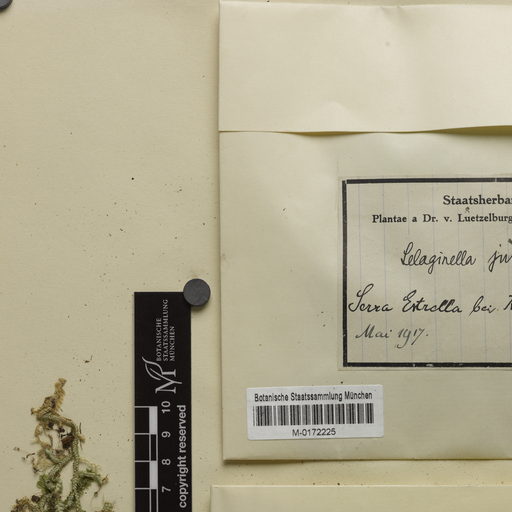 Staatsherba
Plantae a Dr. v. Luetzelburg
Selaginella
Serra Estrella bei
Mai 1917.
Botanische Staatssammlung München
M-0172225
BOTANISCHE
STAATSSAMMLUNG
MÜNCHEN
M
7 8 9 10
copyright reserved